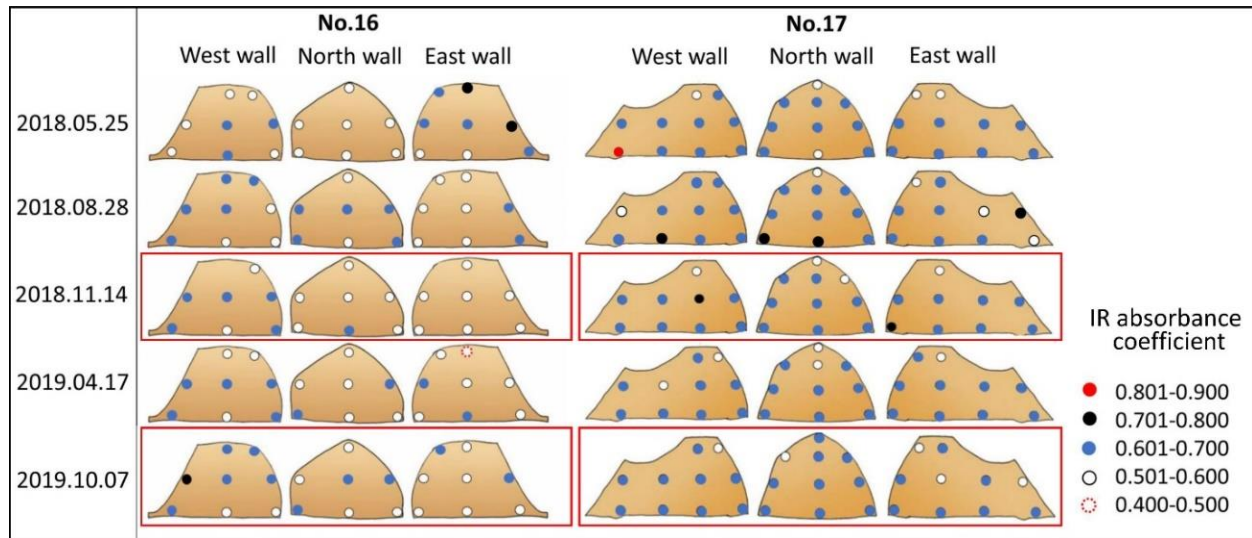 No.16 No.17
West wall North wall East wall West wall North wall East wall
2018.05.25
2018.08.28
2018.11.14
2019.04.17
2019.10.07
IR absorbance
coefficient
0.801-0.900
0.701-0.800
0.601-0.700
0.501-0.600
0.400-0.500